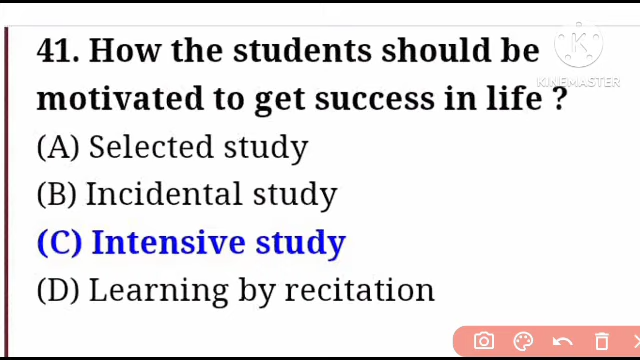 41. How the students should be
motivated to get success in life ?
(A) Selected study
(B) Incidental study
(C) Intensive study
(D) Learning by recitation
K
KINEMASTER